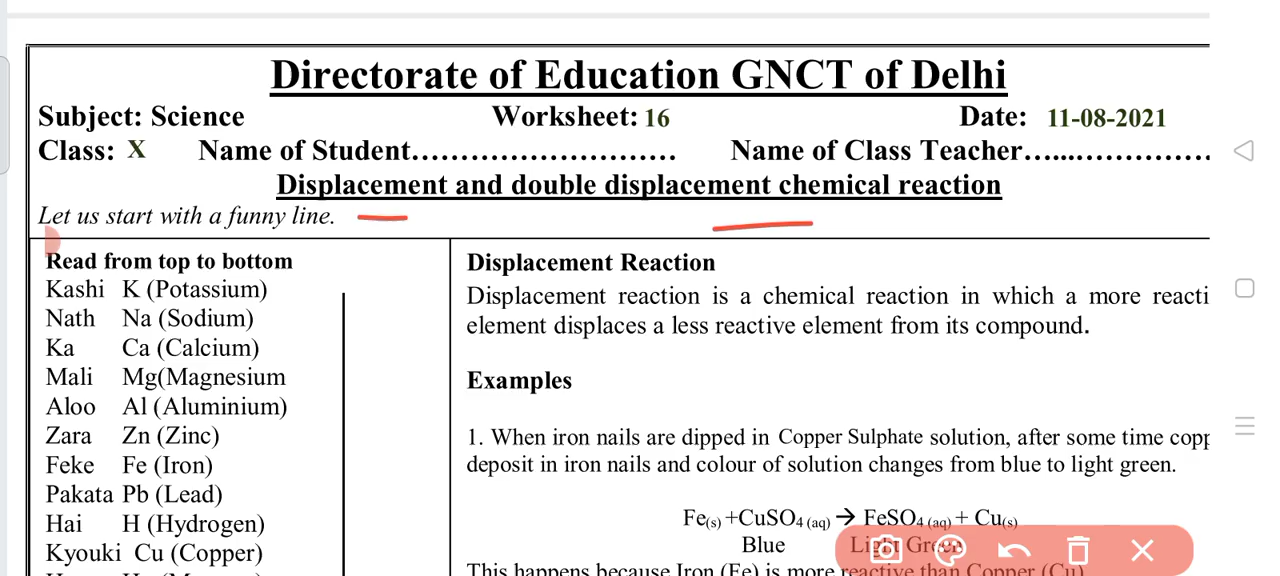 Directorate of Education GNCT of Delhi
Subject: Science Worksheet: 16 Date: 11-08-2021
Class: X Name of Student............................ Name of Class Teacher......................
Displacement and double displacement chemical reaction
Let us start with a funny line.
Read from top to bottom
Kashi K (Potassium)
Nath Na (Sodium)
Ka Ca (Calcium)
Mali Mg(Magnesium
Aloo Al (Aluminium)
Zara Zn (Zinc)
Feke Fe (Iron)
Pakata Pb (Lead)
Hai H (Hydrogen)
Kyouki Cu (Copper)
Displacement Reaction
Displacement reaction is a chemical reaction in which a more reacti
element displaces a less reactive element from its compound.
Examples
1. When iron nails are dipped in Copper Sulphate solution, after some time copp
deposit in iron nails and colour of solution changes from blue to light green.
Fe(s) +CuSO4 (aq) → FeSO4 (aq) + Cu(s)
Blue Light Green
This happens because Iron (Fe) is more reactive than Copper (Cu)